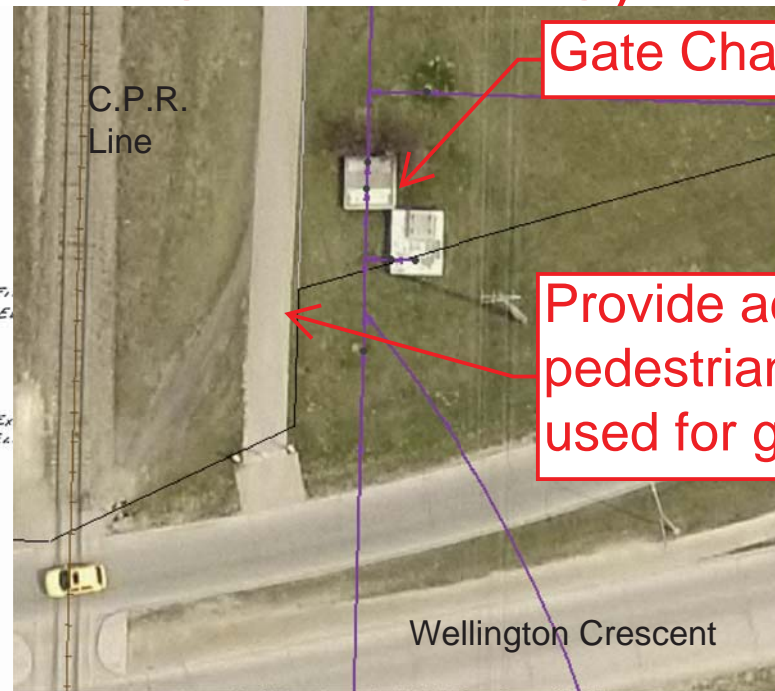 Gate Cha
C.P.R.
Line
Provide a
pedestrian
used for g
Wellington Crescent